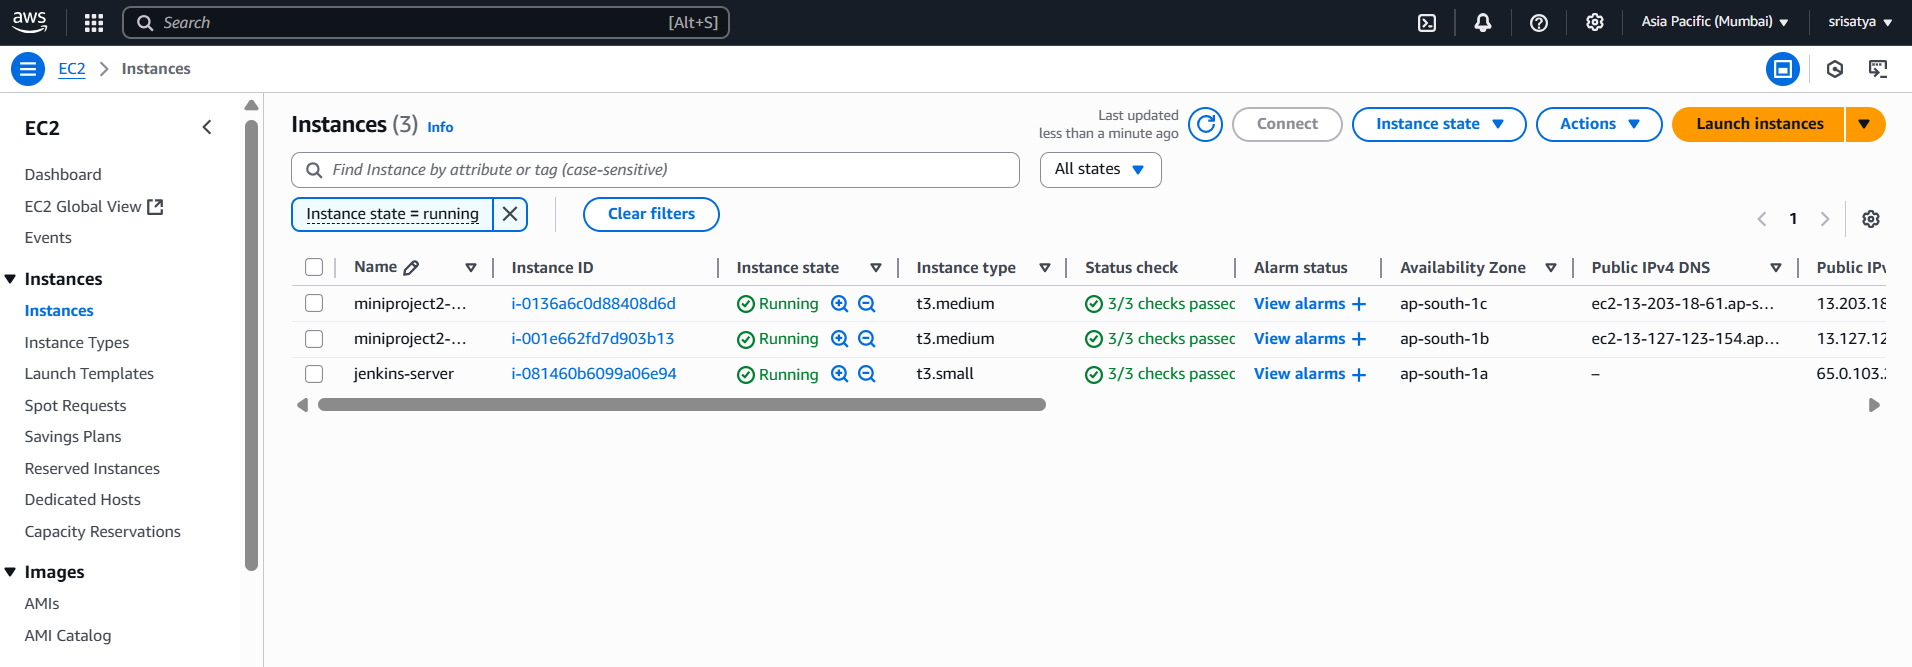 aws
Search [Alt+S]
Asia Pacific (Mumbai) srisatya
EC2 Instances
EC2
Dashboard
EC2 Global View
Events
Instances
Instances
Instance Types
Launch Templates
Spot Requests
Savings Plans
Reserved Instances
Dedicated Hosts
Capacity Reservations
Images
AMIs
AMI Catalog
Instances (3) Info
Last updated
less than a minute ago
Connect Instance state Actions Launch instances
Find Instance by attribute or tag (case-sensitive) All states
Instance state = running Clear filters
1
Name Instance ID Instance state Instance type Status check Alarm status Availability Zone Public IPv4 DNS Public IPv
miniproject2-... i-0136a6c0d88408d6d Running t3.medium 3/3 checks passec View alarms + ap-south-1c ec2-13-203-18-61.ap-s... 13.203.18
miniproject2-... i-001e662fd7d903b13 Running t3.medium 3/3 checks passec View alarms + ap-south-1b ec2-13-127-123-154.ap... 13.127.12
jenkins-server i-081460b6099a06e94 Running t3.small 3/3 checks passec View alarms + ap-south-1a – 65.0.103.